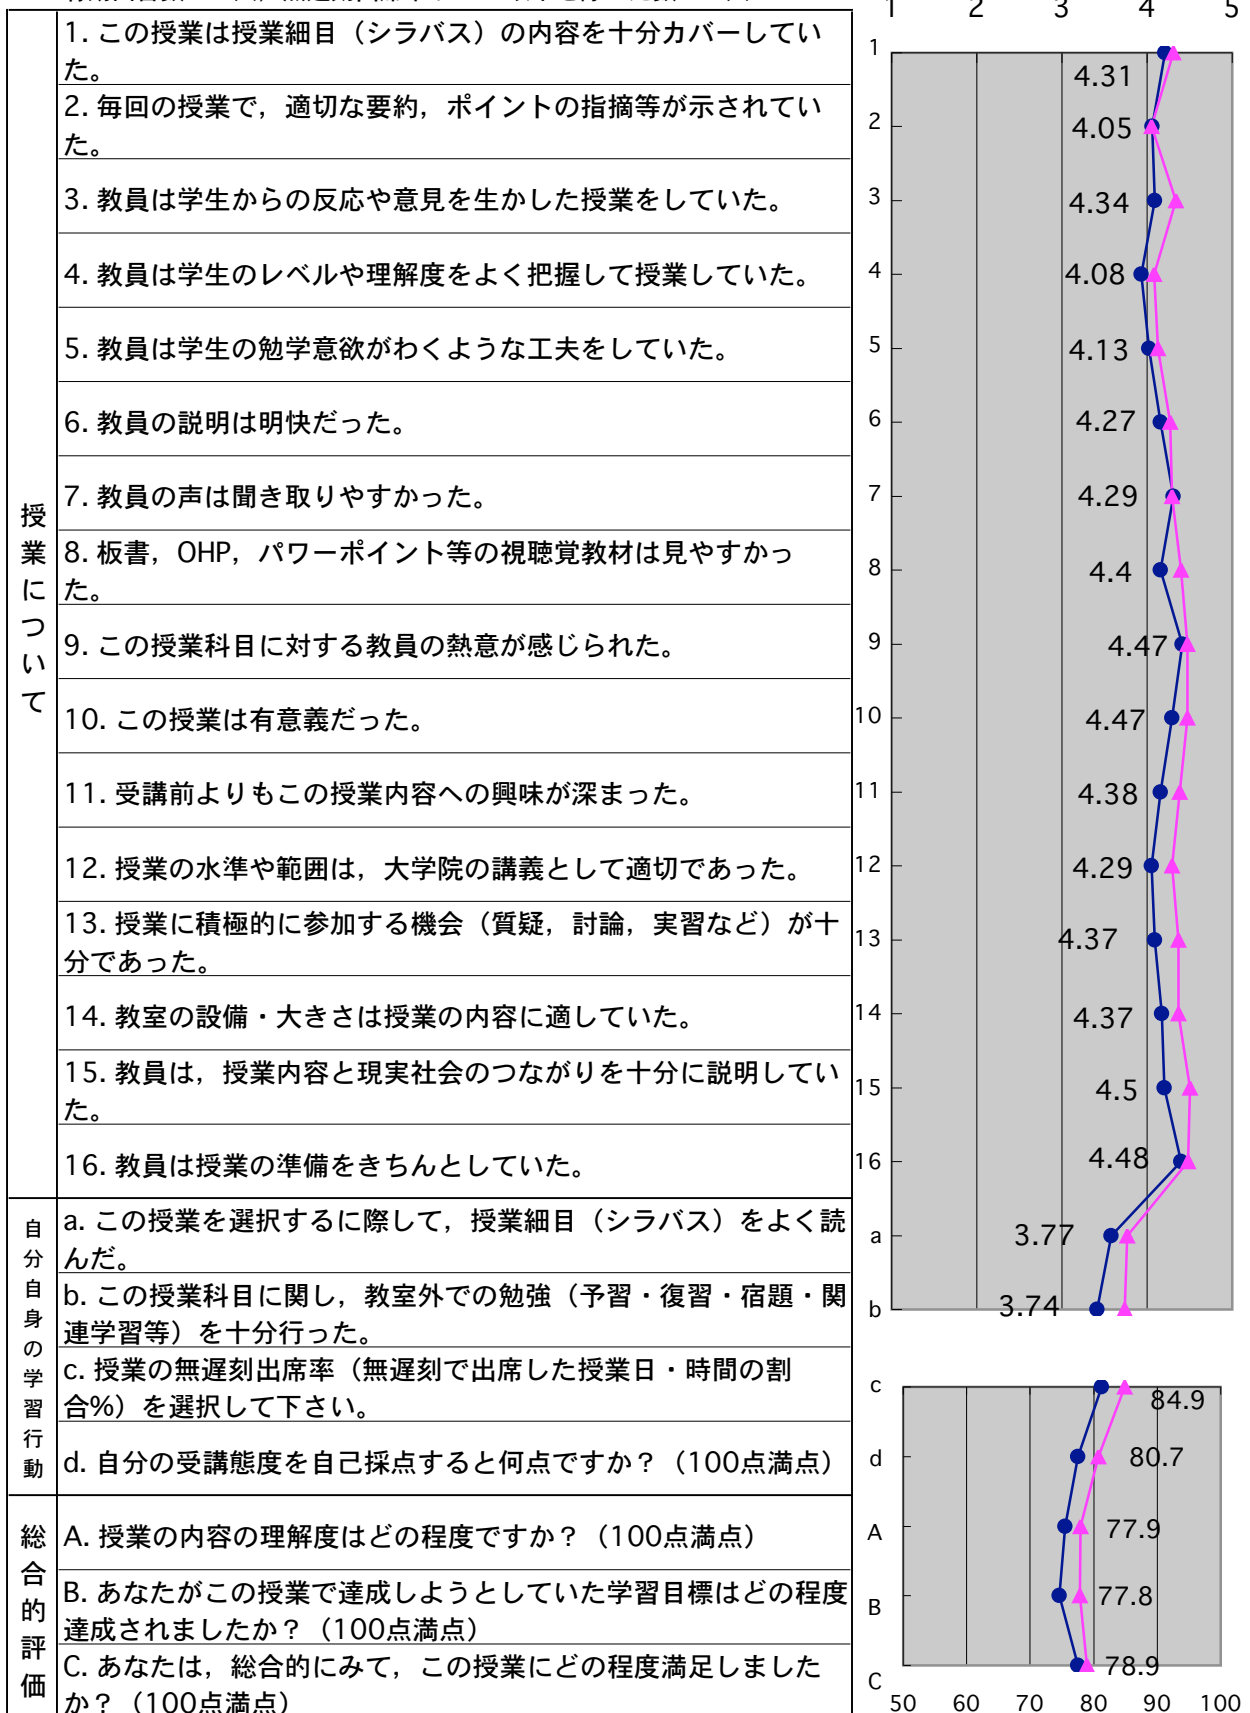 1 2 3 4 5
授業について
1. この授業は授業細目（シラバス）の内容を十分カバーしてい
た。
2. 毎回の授業で，適切な要約，ポイントの指摘等が示されてい
た。
3. 教員は学生からの反応や意見を生かした授業をしていた。
4. 教員は学生のレベルや理解度をよく把握して授業していた。
5. 教員は学生の勉学意欲がわくような工夫をしていた。
6. 教員の説明は明快だった。
7. 教員の声は聞き取りやすかった。
8. 板書，OHP，パワーポイント等の視聴覚教材は見やすかっ
た。
9. この授業科目に対する教員の熱意が感じられた。
10. この授業は有意義だった。
11. 受講前よりもこの授業内容への興味が深まった。
12. 授業の水準や範囲は，大学院の講義として適切であった。
13. 授業に積極的に参加する機会（質疑，討論，実習など）が十
分であった。
14. 教室の設備・大きさは授業の内容に適していた。
15. 教員は，授業内容と現実社会のつながりを十分に説明してい
た。
16. 教員は授業の準備をきちんとしていた。
自分自身の学習行動
a. この授業を選択するに際して，授業細目（シラバス）をよく読
んだ。
b. この授業科目に関し，教室外での勉強（予習・復習・宿題・関
連学習等）を十分行った。
c. 授業の無遅刻出席率（無遅刻で出席した授業日・時間の割
合%）を選択して下さい。
d. 自分の受講態度を自己採点すると何点ですか？（100点満点）
総合的評価
A. 授業の内容の理解度はどの程度ですか？（100点満点）
B. あなたがこの授業で達成しようとしていた学習目標はどの程度
達成されましたか？（100点満点）
C. あなたは，総合的にみて，この授業にどの程度満足しました
か？（100点満点）
1 4.31
2 4.05
3 4.34
4 4.08
5 4.13
6 4.27
7 4.29
8 4.4
9 4.47
10 4.47
11 4.38
12 4.29
13 4.37
14 4.37
15 4.5
16 4.48
a 3.77
b 3.74
c 84.9
d 80.7
A 77.9
B 77.8
C 78.9
50 60 70 80 90 100